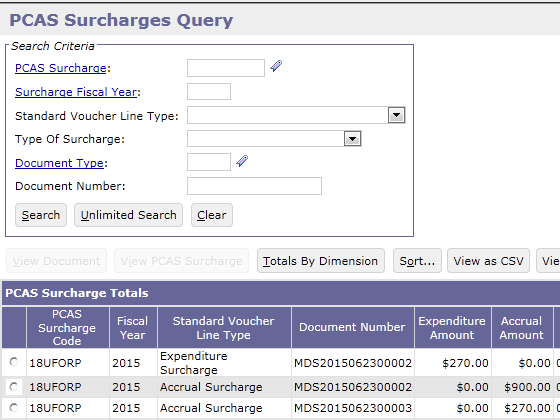 PCAS Surcharges Query
Search Criteria
PCAS Surcharge:
Surcharge Fiscal Year:
Standard Voucher Line Type:
Type Of Surcharge:
Document Type:
Document Number:
Search Unlimited Search Clear
View Document View PCAS Surcharge Totals By Dimension Sort... View as CSV Vie
PCAS Surcharge Totals
PCAS Surcharge Code Fiscal Year Standard Voucher Line Type Document Number Expenditure Amount Accrual Amount
18UFORP 2015 Expenditure Surcharge MDS2015062300002 $270.00 $0.00
18UFORP 2015 Accrual Surcharge MDS2015062300002 $0.00 $900.00
18UFORP 2015 Accrual Surcharge MDS2015062300003 $0.00 $270.00